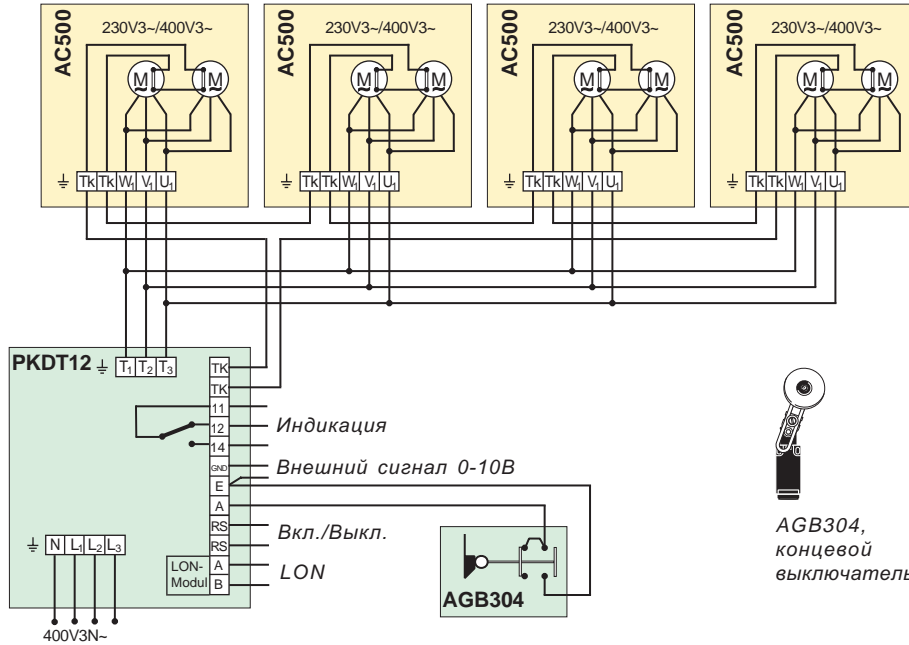 AC500
230V3~/400V3~
M
M
Tk Tk W1 V1 U1
AC500
230V3~/400V3~
M
M
Tk Tk W1 V1 U1
AC500
230V3~/400V3~
M
M
Tk Tk W1 V1 U1
AC500
230V3~/400V3~
M
M
Tk Tk W1 V1 U1
PKDT12
T1 T2 T3
TK
TK
11
12
Индикация
14
GND
Внешний сигнал 0-10В
E
A
RS
Вкл./Выкл.
RS
LON-
Modul
A
LON
B
N L1 L2 L3
400V3N~
AGB304
AGB304,
концевой
выключатель